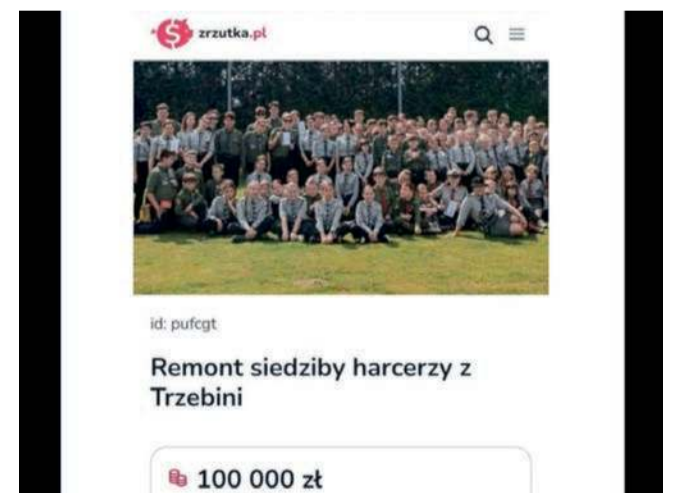 zrzutka.pl
id: pufcgt
Remont siedziby harcerzy z
Trzebini
100 000 zł